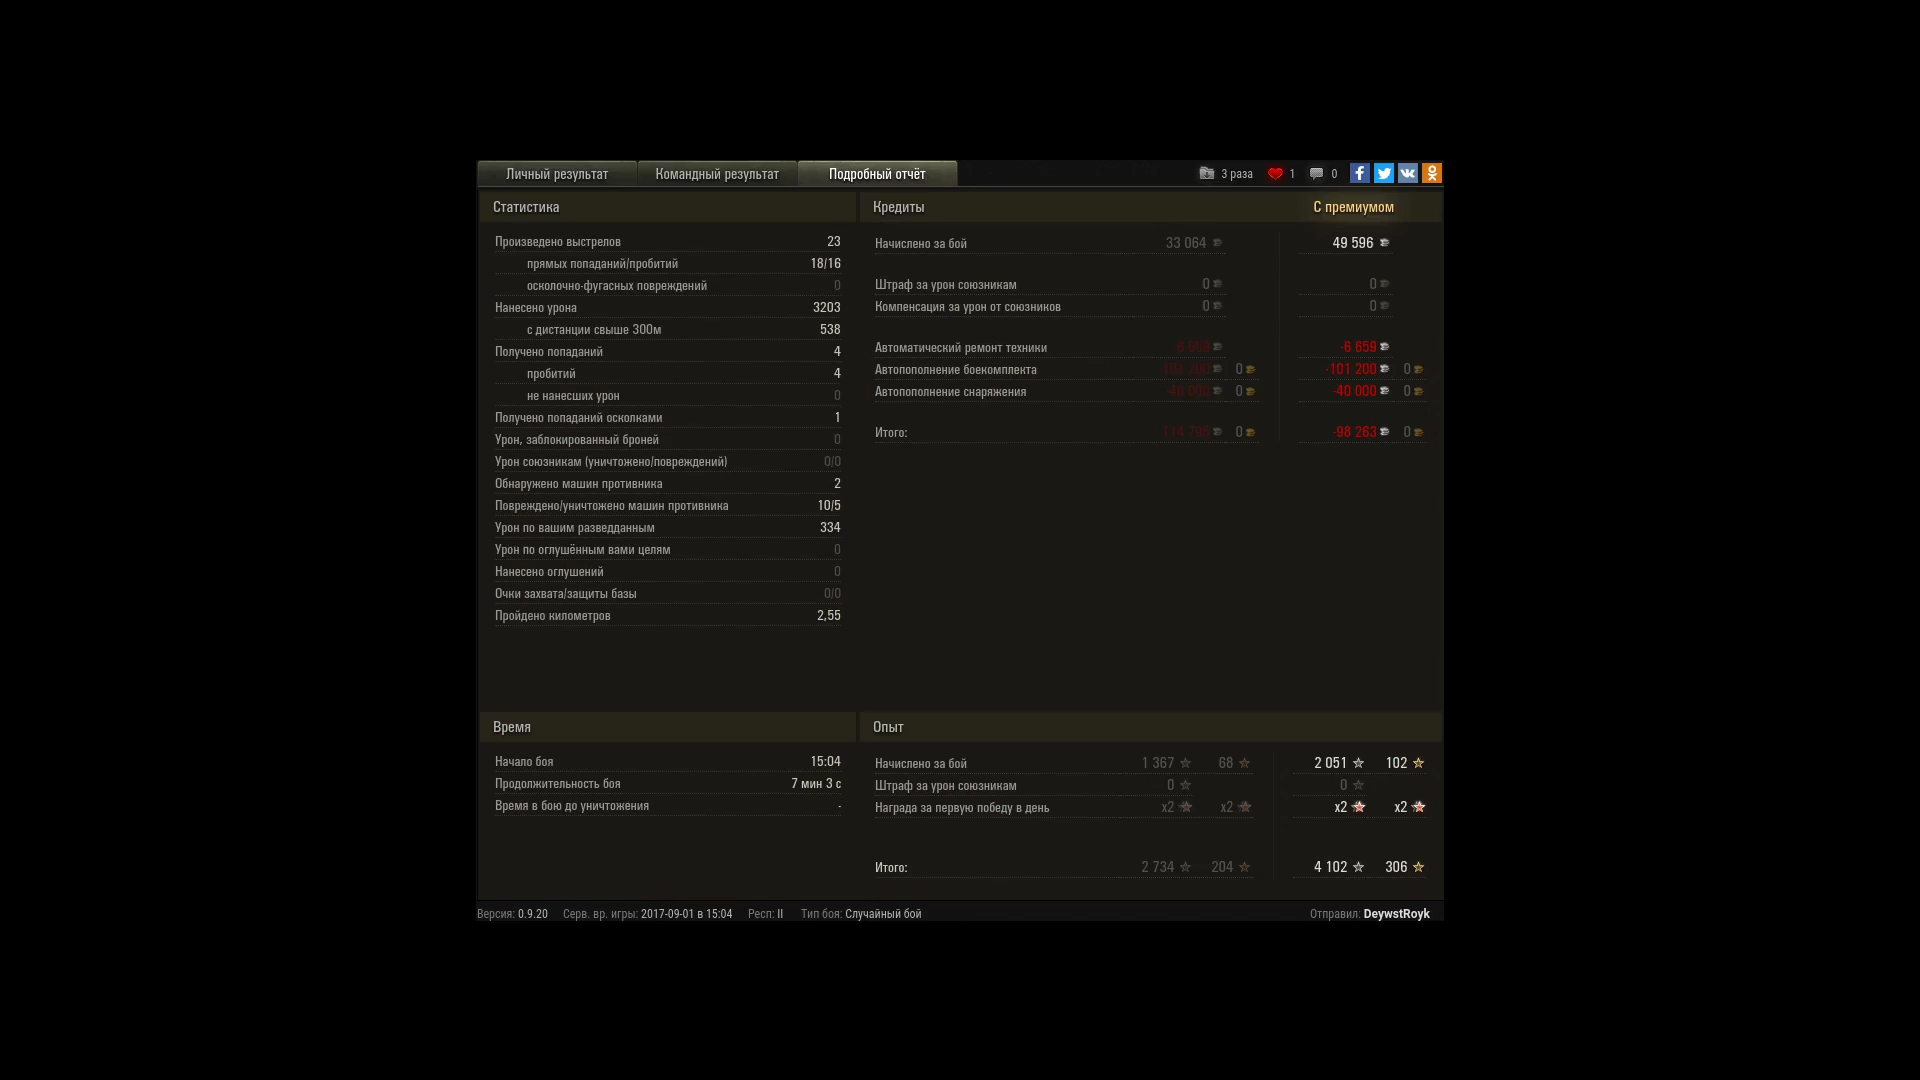 Личный результат Командный результат Подробный отчёт 3 раза 1 0
Статистика
Произведено выстрелов 23
прямых попаданий/пробитий 18/16
осколочно-фугасных повреждений 0
Нанесено урона 3203
с дистанции свыше 300м 538
Получено попаданий 4
пробитий 4
не нанесших урон 0
Получено попаданий осколками 1
Урон, заблокированный броней 0
Урон союзникам (уничтожено/повреждений) 0/0
Обнаружено машин противника 2
Повреждено/уничтожено машин противника 10/5
Урон по вашим разведданным 334
Урон по оглушённым вами целям 0
Нанесено оглушений 0
Очки захвата/защиты базы 0/0
Пройдено километров 2,55
Кредиты С премиумом
Начислено за бой 33 064 49 596
Штраф за урон союзникам 0 0
Компенсация за урон от союзников 0 0
Автоматический ремонт техники -6 659
Автопополнение боекомплекта 0 -101 200 0
Автопополнение снаряжения 0 -40 000 0
Итого: 0 -98 263 0
Время
Начало боя 15:04
Продолжительность боя 7 мин 3 с
Время в бою до уничтожения -
Опыт
Начислено за бой 1 367 68 2 051 102
Штраф за урон союзникам 0 0
Награда за первую победу в день x2 x2 x2 x2
Итого: 2 734 204 4 102 306
Версия: 0.9.20 Серв. вр. игры: 2017-09-01 в 15:04 Респ: II Тип боя: Случайный бой Отправил: DeywstRoyk